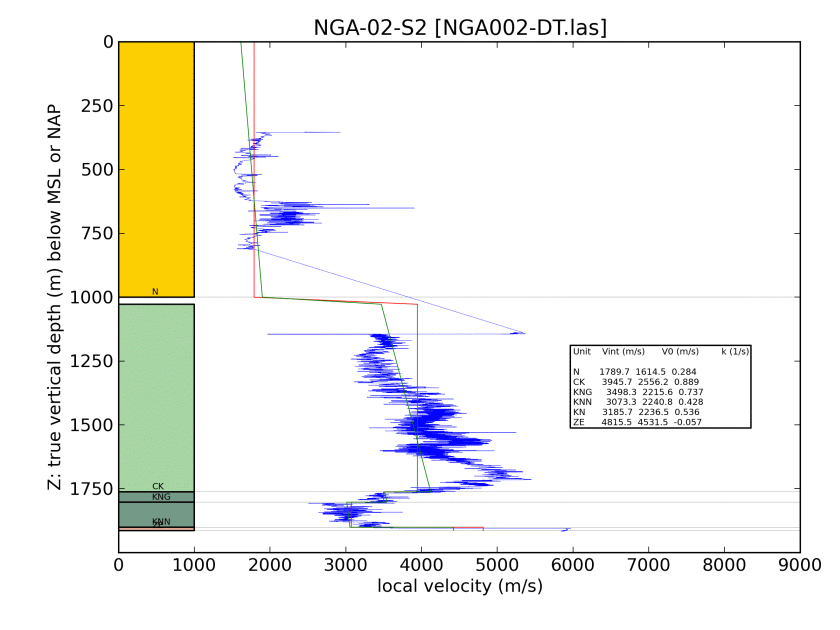 NGA-02-S2 [NGA002-DT.las]
0
250
500
750
1000
1250
1500
1750
Z: true vertical depth (m) below MSL or NAP
N
CK
KNG
KNN
Unit Vint (m/s) V0 (m/s) k (1/s)
N 1789.7 1614.5 0.284
CK 3945.7 2556.2 0.889
KNG 3498.3 2215.6 0.737
KNN 3073.3 2240.8 0.428
KN 3185.7 2236.5 0.536
ZE 4815.5 4531.5 -0.057
0 1000 2000 3000 4000 5000 6000 7000 8000 9000
local velocity (m/s)